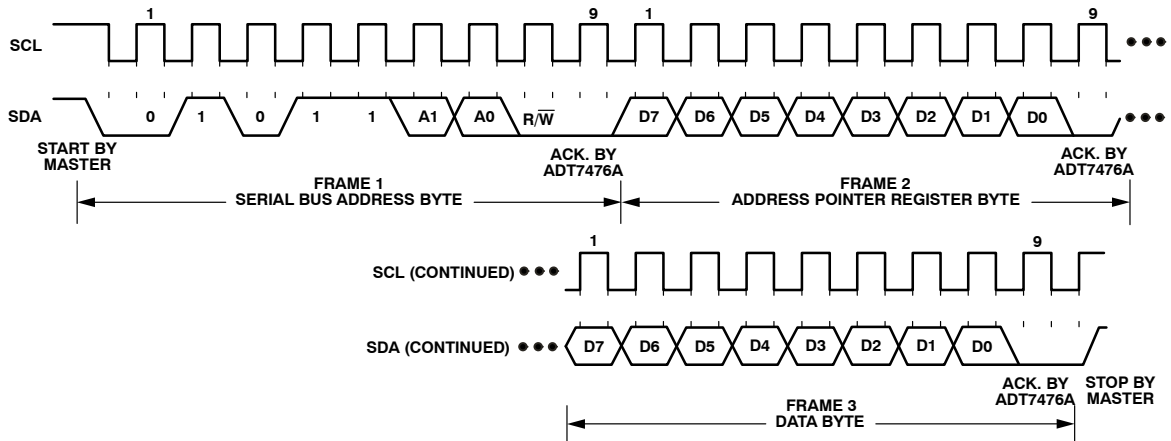 1 9 1 9
SCL
SDA 0 1 0 1 1 A1 A0 R/W̅ D7 D6 D5 D4 D3 D2 D1 D0
START BY
MASTER
ACK. BY
ADT7476A
ACK. BY
ADT7476A
FRAME 1
SERIAL BUS ADDRESS BYTE
FRAME 2
ADDRESS POINTER REGISTER BYTE
1 9
SCL (CONTINUED)
SDA (CONTINUED) D7 D6 D5 D4 D3 D2 D1 D0
ACK. BY
ADT7476A
STOP BY
MASTER
FRAME 3
DATA BYTE